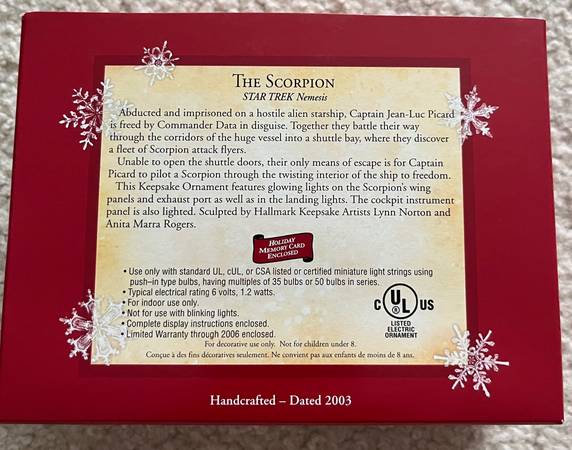 THE SCORPION
STAR TREK Nemesis
Abducted and imprisoned on a hostile alien starship, Captain Jean-Luc Picard
is freed by Commander Data in disguise. Together they battle their way
through the corridors of the huge vessel into a shuttle bay, where they discover
a fleet of Scorpion attack flyers.
Unable to open the shuttle doors, their only means of escape is for Captain
Picard to pilot a Scorpion through the twisting interior of the ship to freedom.
This Keepsake Ornament features glowing lights on the Scorpion's wing
panels and exhaust port as well as in the landing lights. The cockpit instrument
panel is also lighted. Sculpted by Hallmark Keepsake Artists Lynn Norton and
Anita Marra Rogers.
HOLIDAY
MEMORY CARD
ENCLOSED
• Use only with standard UL, cUL, or CSA listed or certified miniature light strings using
push–in type bulbs, having multiples of 35 bulbs or 50 bulbs in series.
• Typical electrical rating 6 volts, 1.2 watts.
• For indoor use only.
• Not for use with blinking lights.
• Complete display instructions enclosed.
• Limited Warranty through 2006 enclosed.
C UL ® US
LISTED
ELECTRIC
ORNAMENT
For decorative use only. Not for children under 8.
Conçue à des fins décoratives seulement. Ne convient pas aux enfants de moins de 8 ans.
Handcrafted – Dated 2003